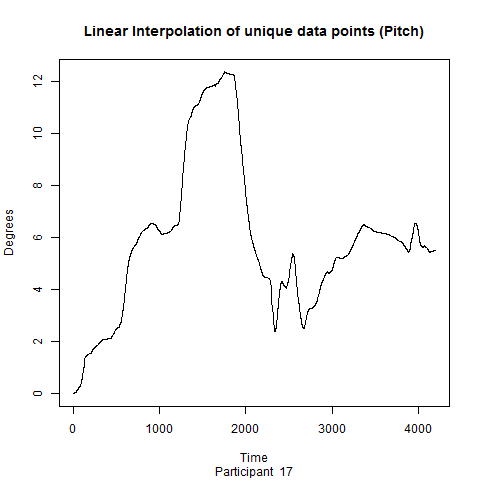 Linear Interpolation of unique data points (Pitch)
12
10
8
6
4
2
0
Degrees
0 1000 2000 3000 4000
Time
Participant 17